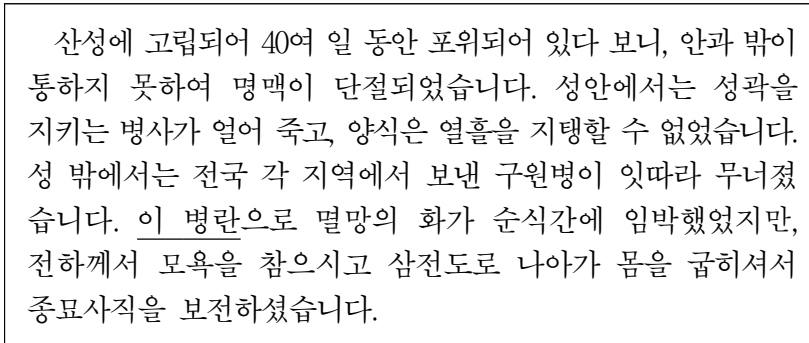 산성에 고립되어 40여 일 동안 포위되어 있다 보니, 안과 밖이
통하지 못하여 명맥이 단절되었습니다. 성안에서는 성곽을
지키는 병사가 얼어 죽고, 양식은 열흘을 지탱할 수 없었습니다.
성 밖에서는 전국 각 지역에서 보낸 구원병이 잇따라 무너졌
습니다. 이 병란으로 멸망의 화가 순식간에 임박했었지만,
전하께서 모욕을 참으시고 삼전도로 나아가 몸을 굽히셔서
종묘사직을 보전하셨습니다.